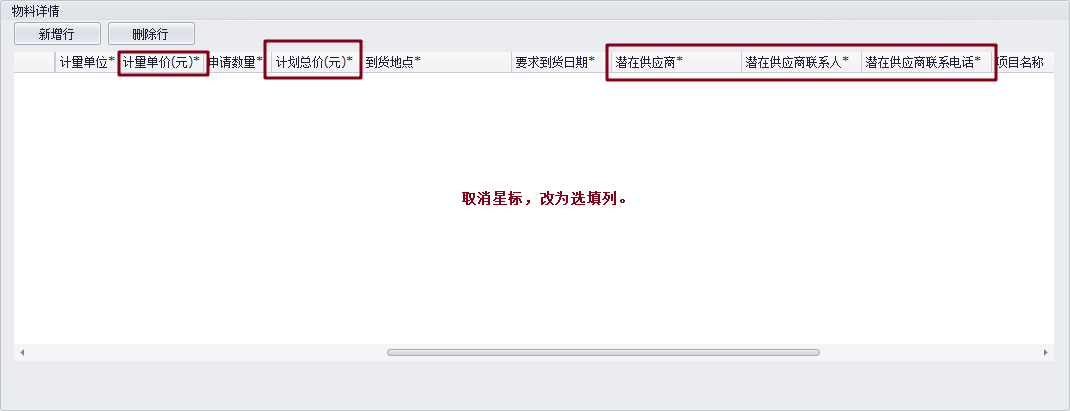 物料详情
新增行 删除行
计量单位* 计量单价(元)* 申请数量* 计划总价(元)* 到货地点* 要求到货日期* 潜在供应商* 潜在供应商联系人* 潜在供应商联系电话* 项目名称
取消星标，改为选填列。